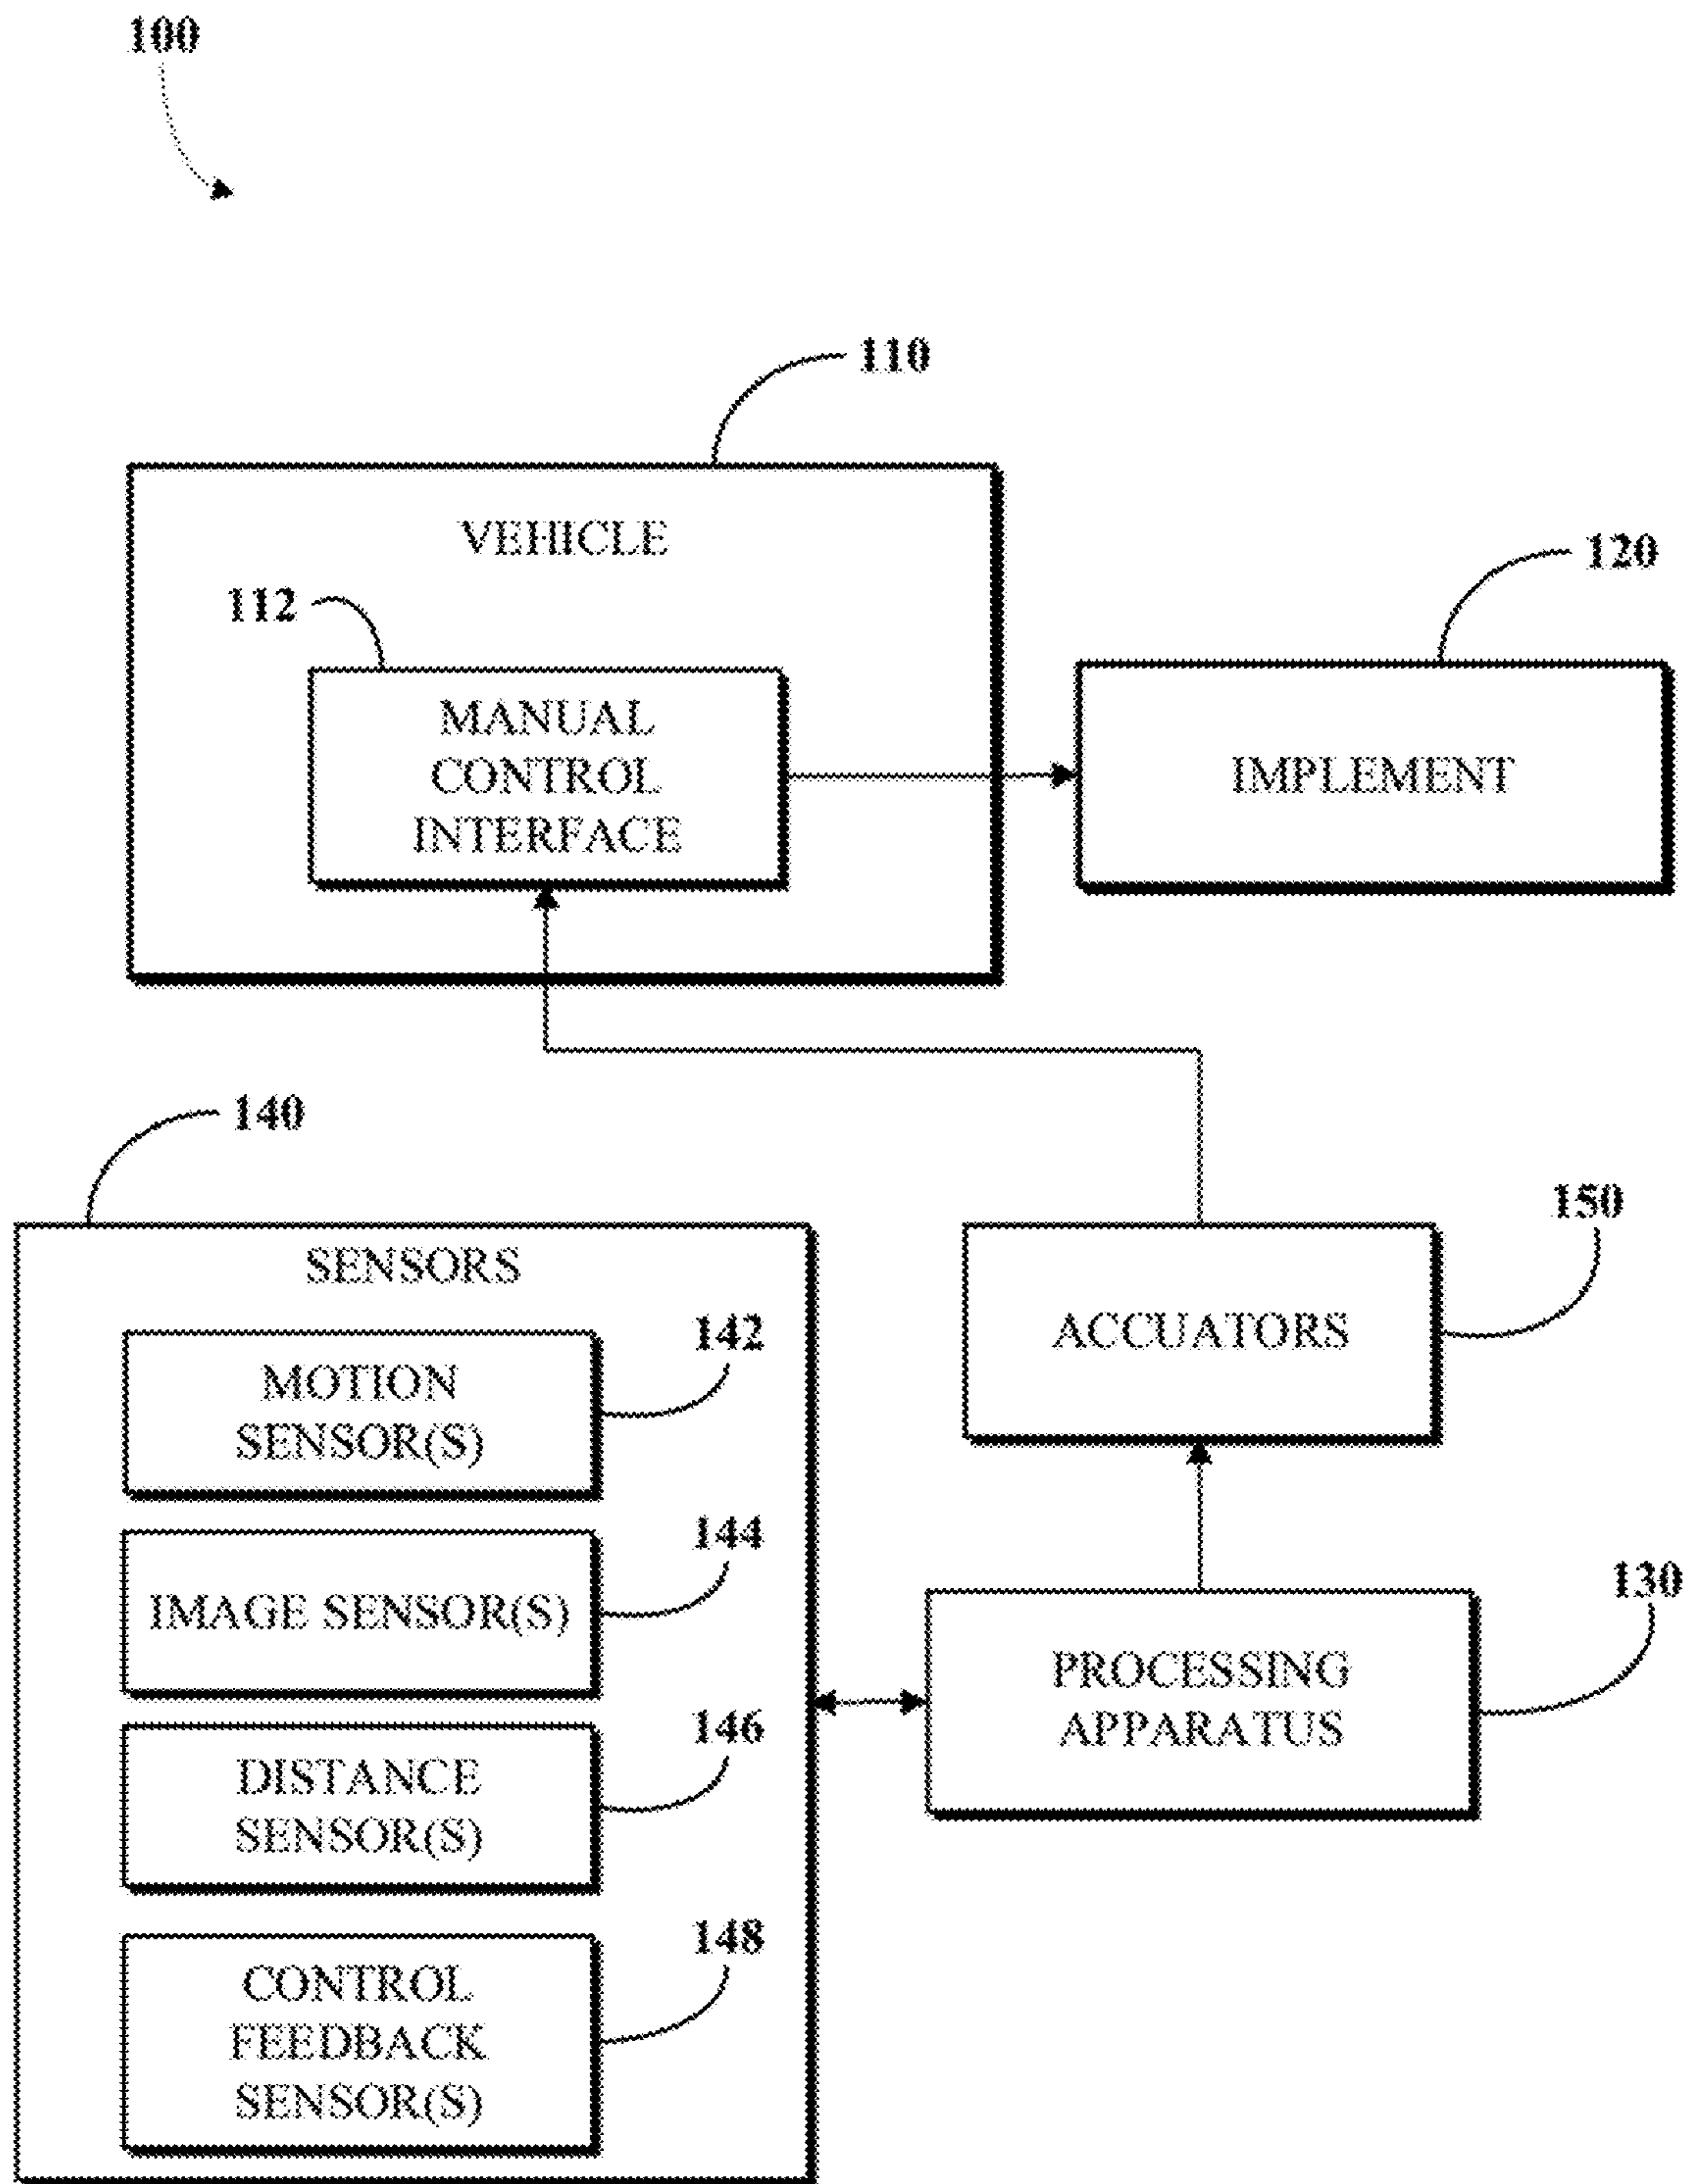 100
110
VEHICLE
120
112
MANUAL
CONTROL
INTERFACE
IMPLEMENT
140
150
SENSORS
ACCUATORS
142
MOTION
SENSOR(S)
144
IMAGE SENSOR(S)
130
PROCESSING
APPARATUS
146
DISTANCE
SENSOR(S)
148
CONTROL
FEEDBACK
SENSOR(S)